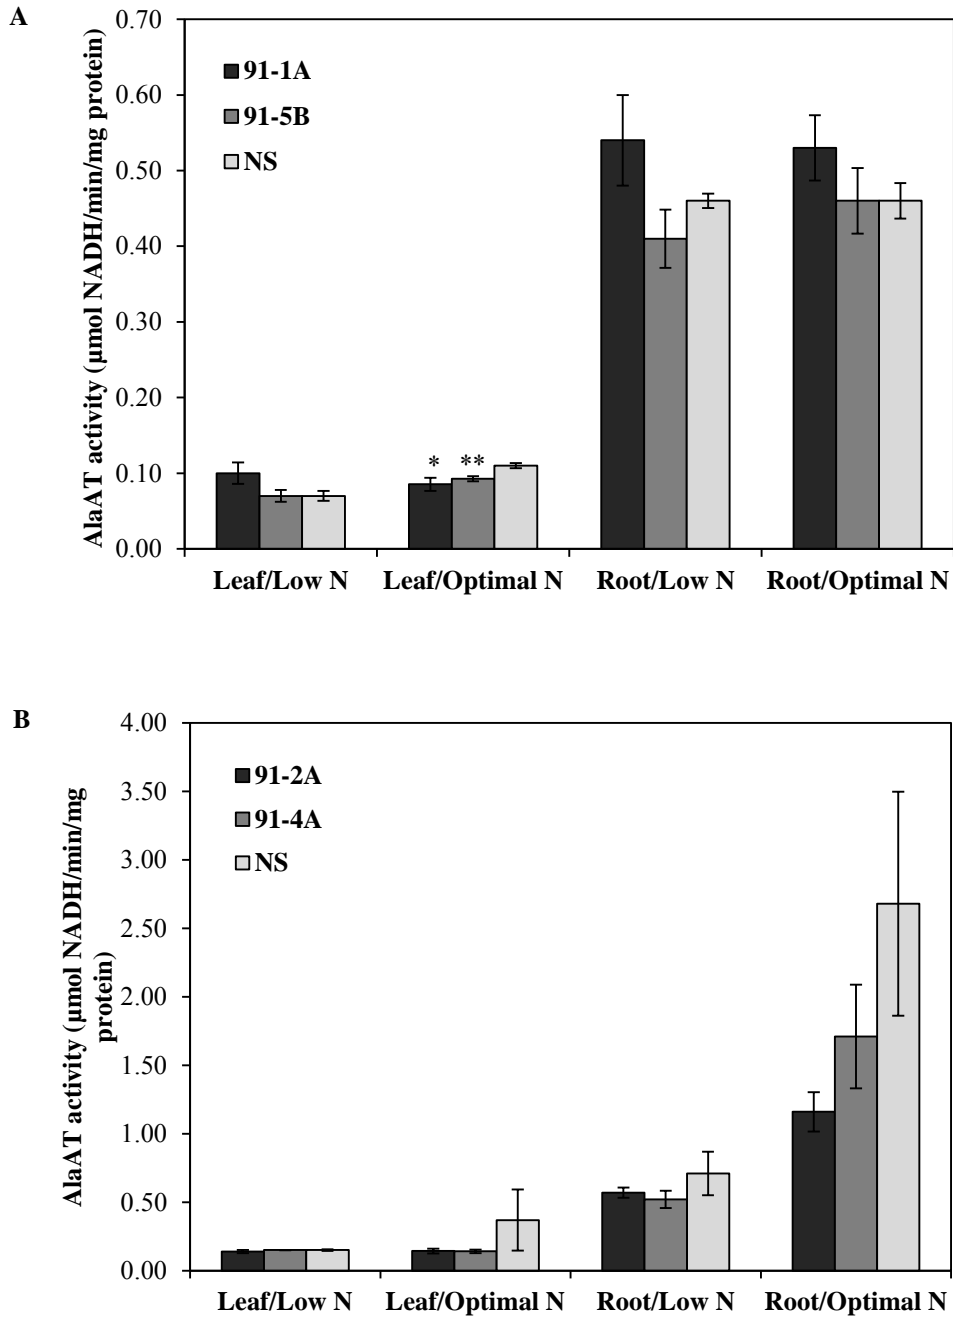 A
AlaAT activity (µmol NADH/min/mg protein)
0.70
0.60
0.50
0.40
0.30
0.20
0.10
0.00
91-1A
91-5B
NS
*
**
Leaf/Low N
Leaf/Optimal N
Root/Low N
Root/Optimal N
B
AlaAT activity (µmol NADH/min/mg
protein)
4.00
3.50
3.00
2.50
2.00
1.50
1.00
0.50
0.00
91-2A
91-4A
NS
Leaf/Low N
Leaf/Optimal N
Root/Low N
Root/Optimal N